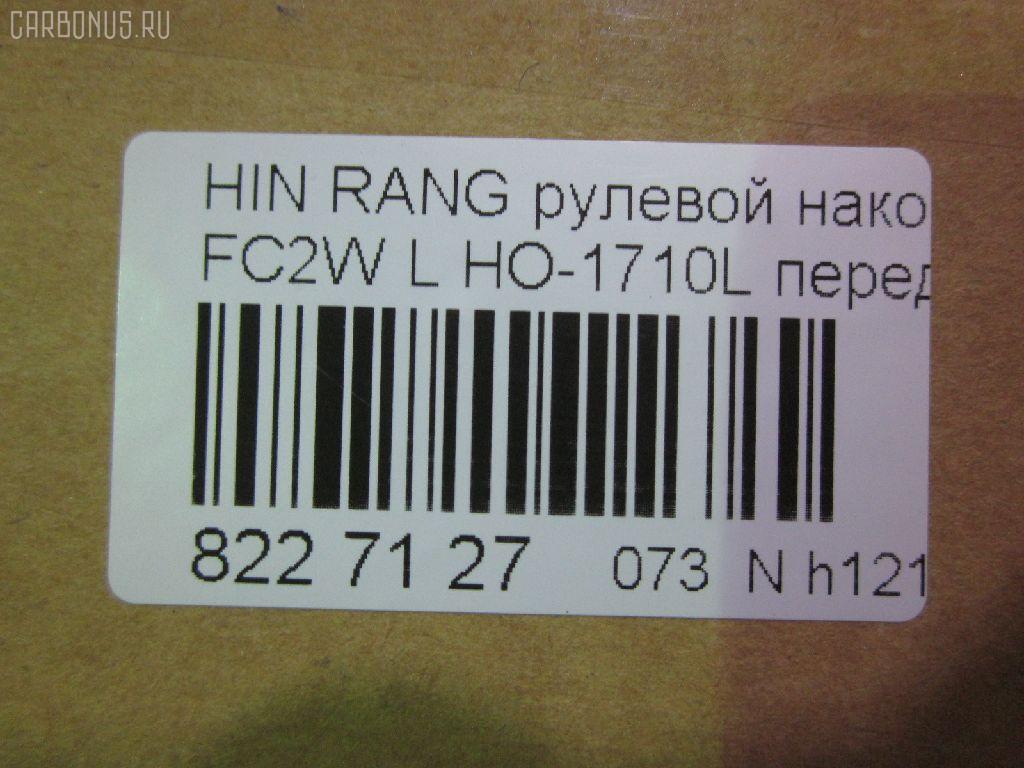 CARBONUS.RU
HIN RANG рулевой нако
FC2W L HO-1710L перед
822 71 27 073 N h121